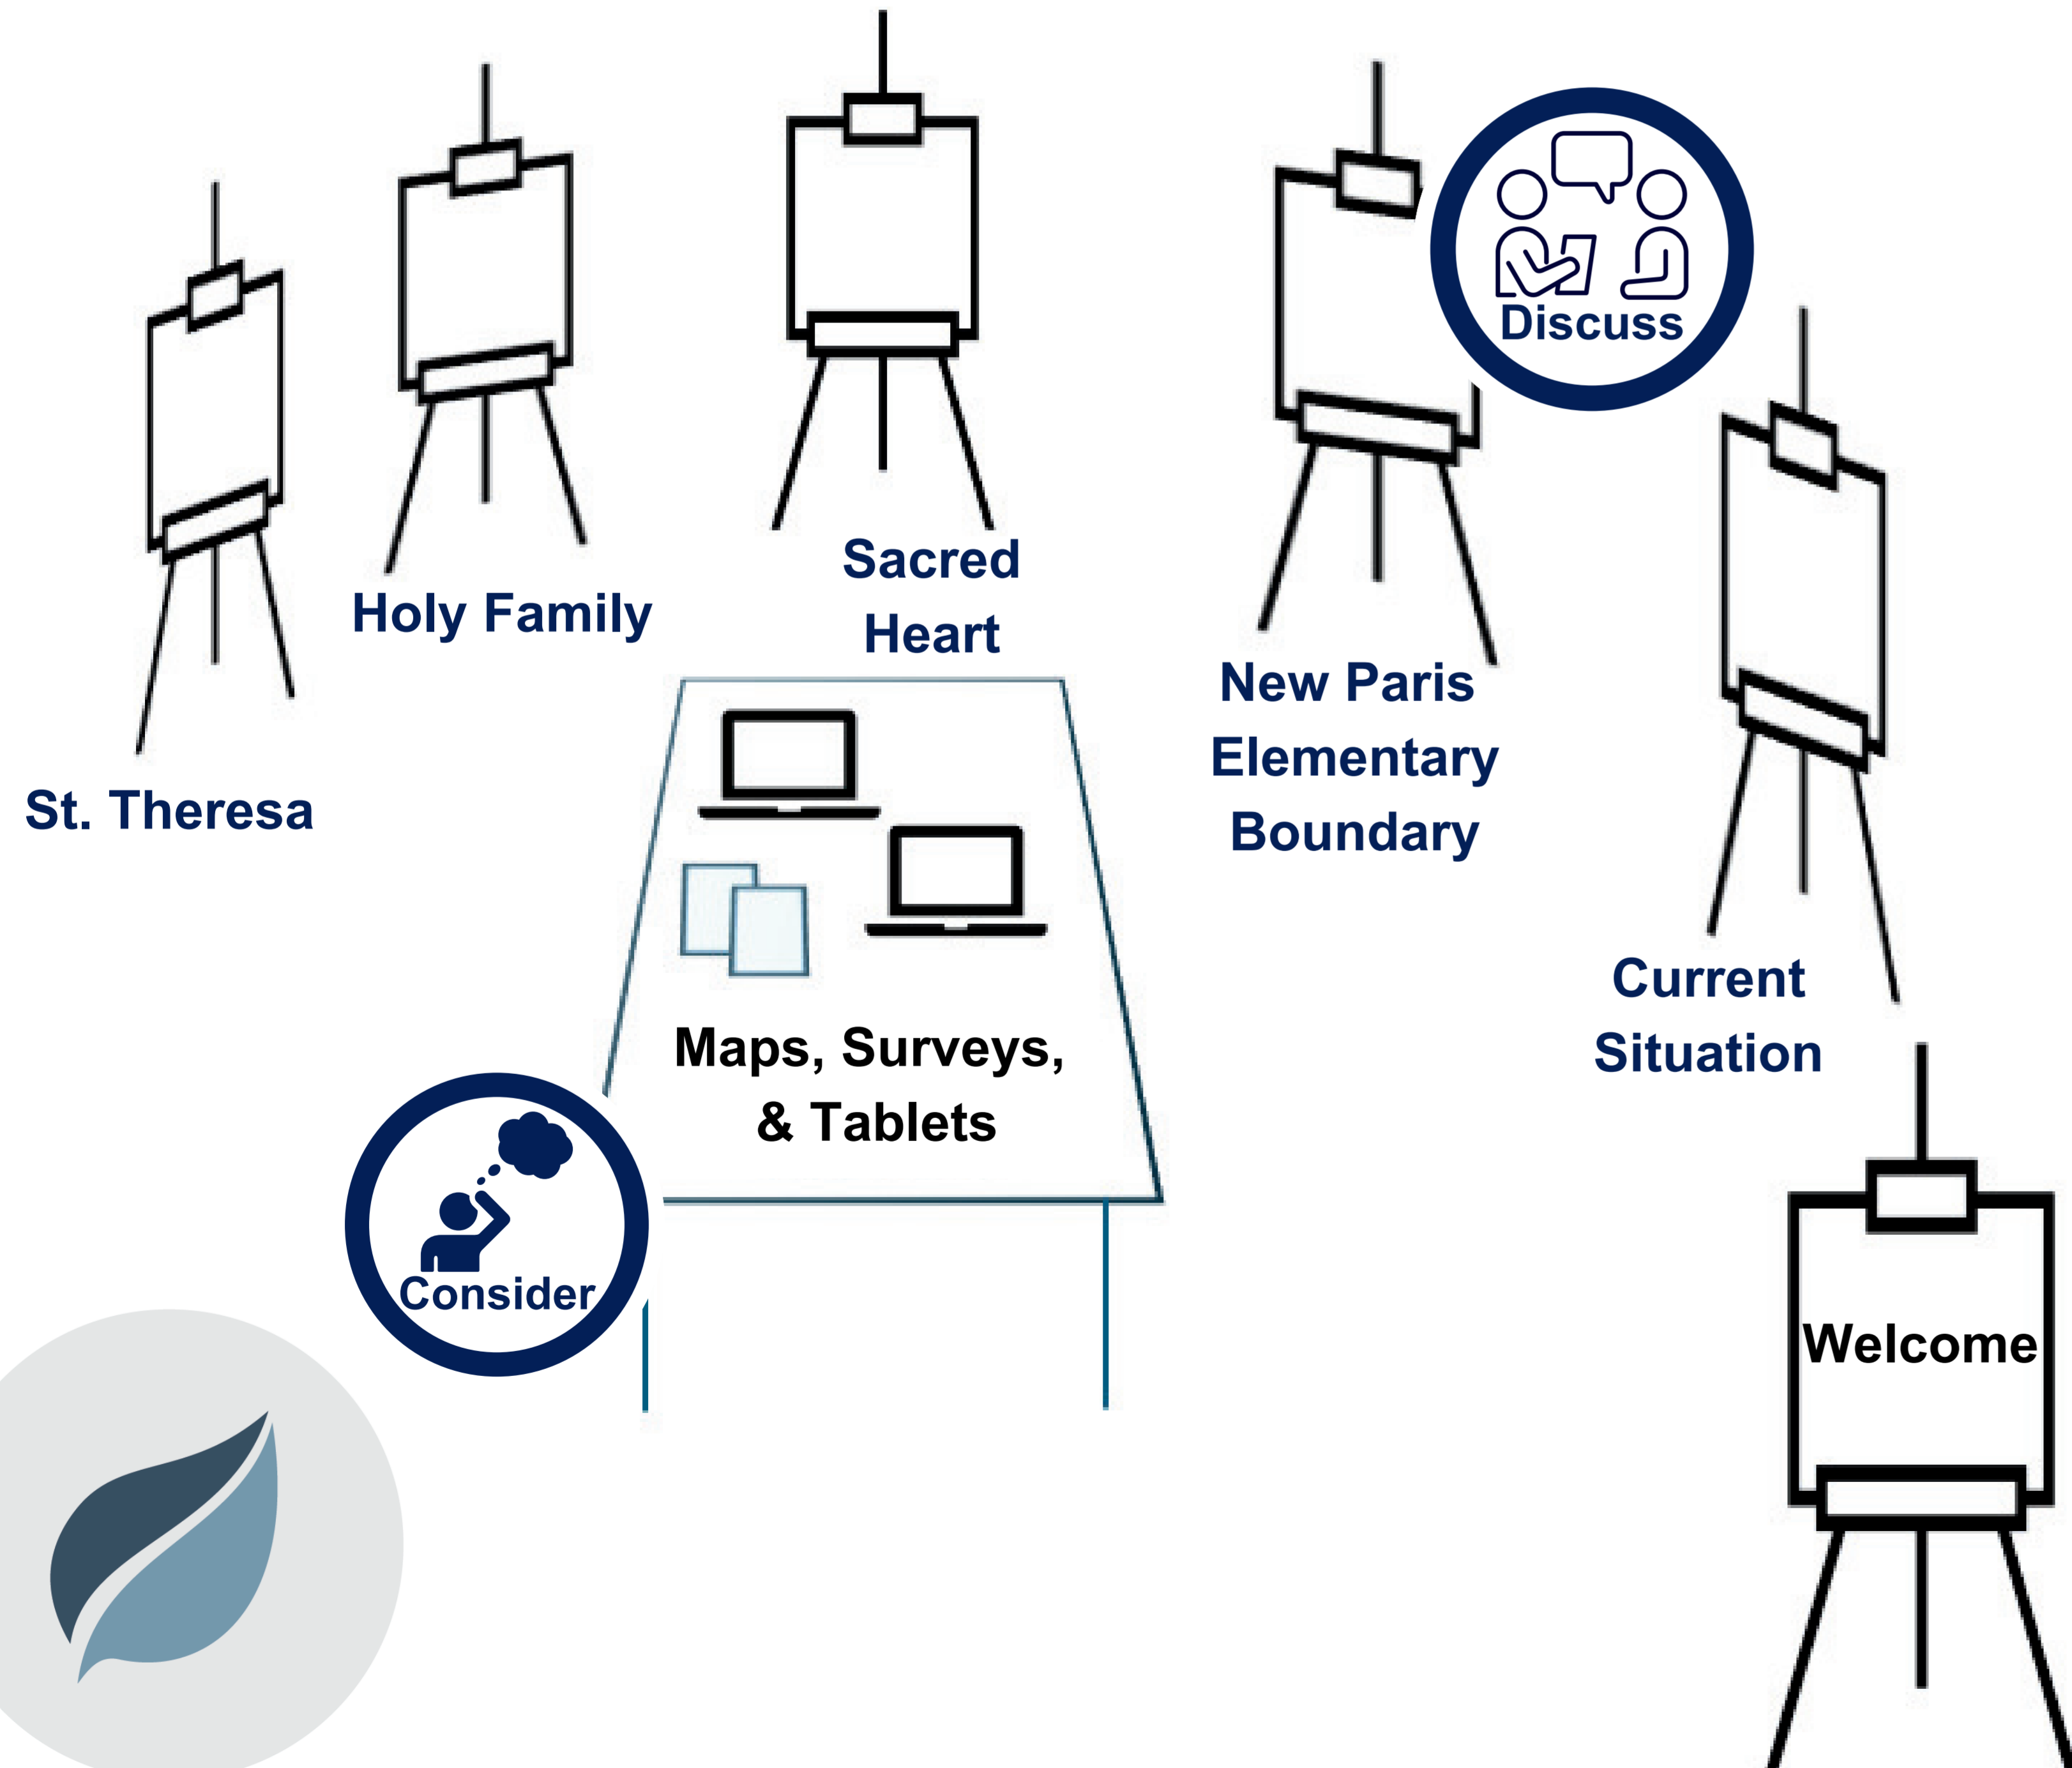 Discuss
Sacred
Heart
Holy Family
New Paris
Elementary
Boundary
St. Theresa
Current
Situation
Maps, Surveys,
& Tablets
Consider
Welcome